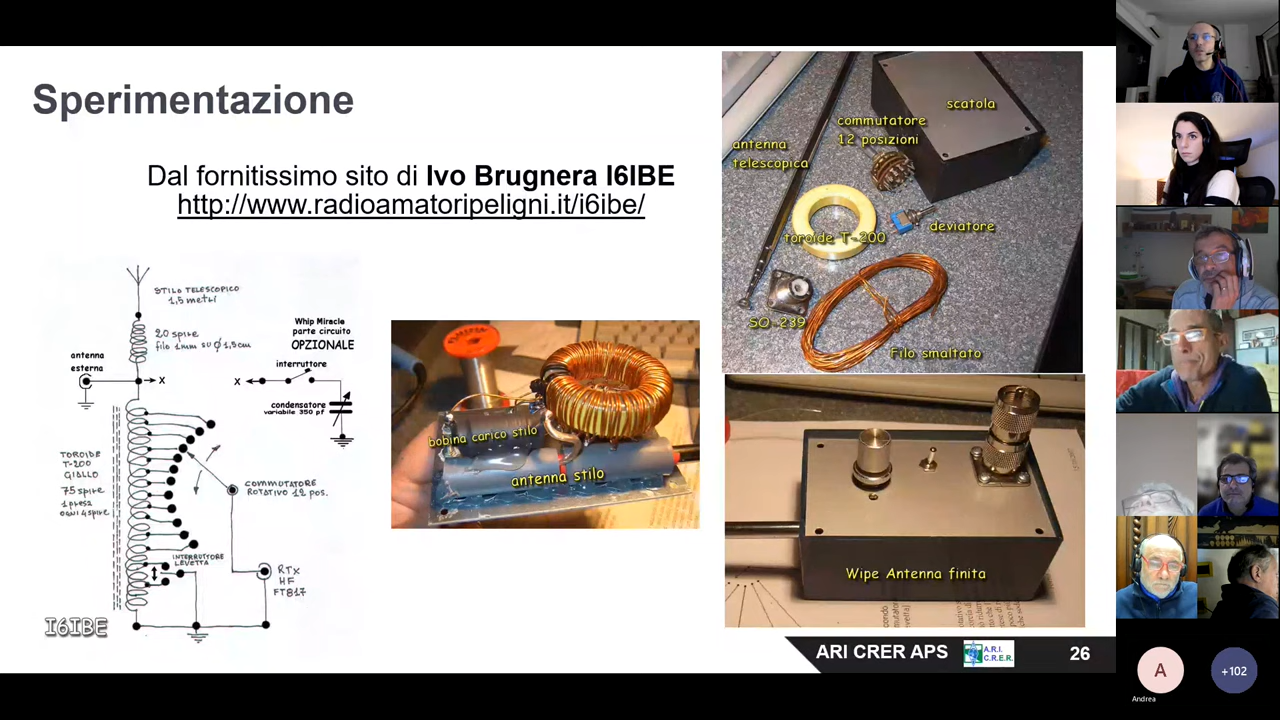 Sperimentazione
Dal fornitissimo sito di Ivo Brugnera I6IBE
http://www.radioamatoripeligni.it/i6ibe/
STILO TELESCOPICO
1,5 metri
20 spire
filo 1mm su Ø 1,5cm
antenna
esterna
X
Whip Miracle
parte circuito
OPZIONALE
interruttore
X
condensatore
variabile 350 pf
TOROIDE
T-200
GIALLO
75 spire
1 presa
ogni 4 spire
COMMUTATORE
ROTATIVO 12 POS.
INTERRUTTORE
LEVETTA
RTX
HF
FT817
I6IBE
bobina carico stilo
antenna stilo
scatola
commutatore
12 posizioni
antenna
telescopica
toroide T-200
deviatore
SO-239
Filo smaltato
Wipe Antenna finita
ARI CRER APS
A.R.I.
C.R.E.R.
26
A
Andrea
+102